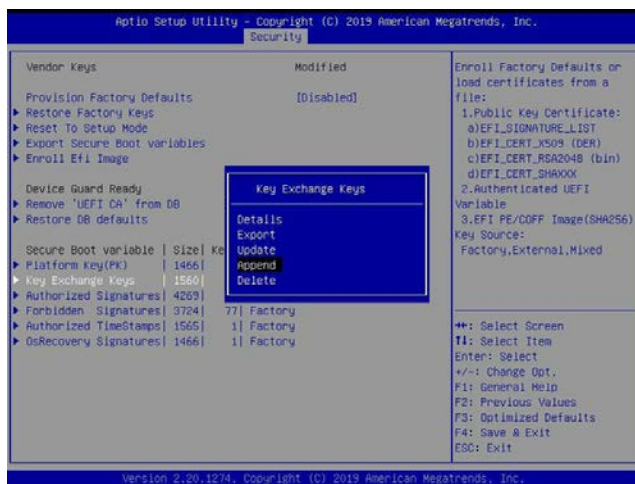 Aptio Setup Utility - Copyright (C) 2019 American Megatrends, Inc.
Security
Vendor Keys Modified
Provision Factory Defaults [Disabled]
Restore Factory Keys
Reset To Setup Mode
Export Secure Boot variables
Enroll Efi Image
Device Guard Ready
Remove 'UEFI CA' from DB
Restore DB defaults
Secure Boot variable | Size| Ke
Platform Key(PK) | 1466|
Key Exchange Keys | 1560|
Authorized Signatures| 4269|
Forbidden Signatures| 3724| 77| Factory
Authorized TimeStamps| 1565| 1| Factory
OsRecovery Signatures| 1466| 1| Factory
Key Exchange Keys
Details
Export
Update
Append
Delete
Enroll Factory Defaults or
load certificates from a
file:
1.Public Key Certificate:
a)EFI_SIGNATURE_LIST
b)EFI_CERT_X509 (DER)
c)EFI_CERT_RSA2048 (bin)
d)EFI_CERT_SHAXXX
2.Authenticated UEFI
Variable
3.EFI PE/COFF Image(SHA256)
Key Source:
Factory,External,Mixed
→←: Select Screen
↑↓: Select Item
Enter: Select
+/-: Change Opt.
F1: General Help
F2: Previous Values
F3: Optimized Defaults
F4: Save & Exit
ESC: Exit
Version 2.20.1274. Copyright (C) 2019 American Megatrends, Inc.